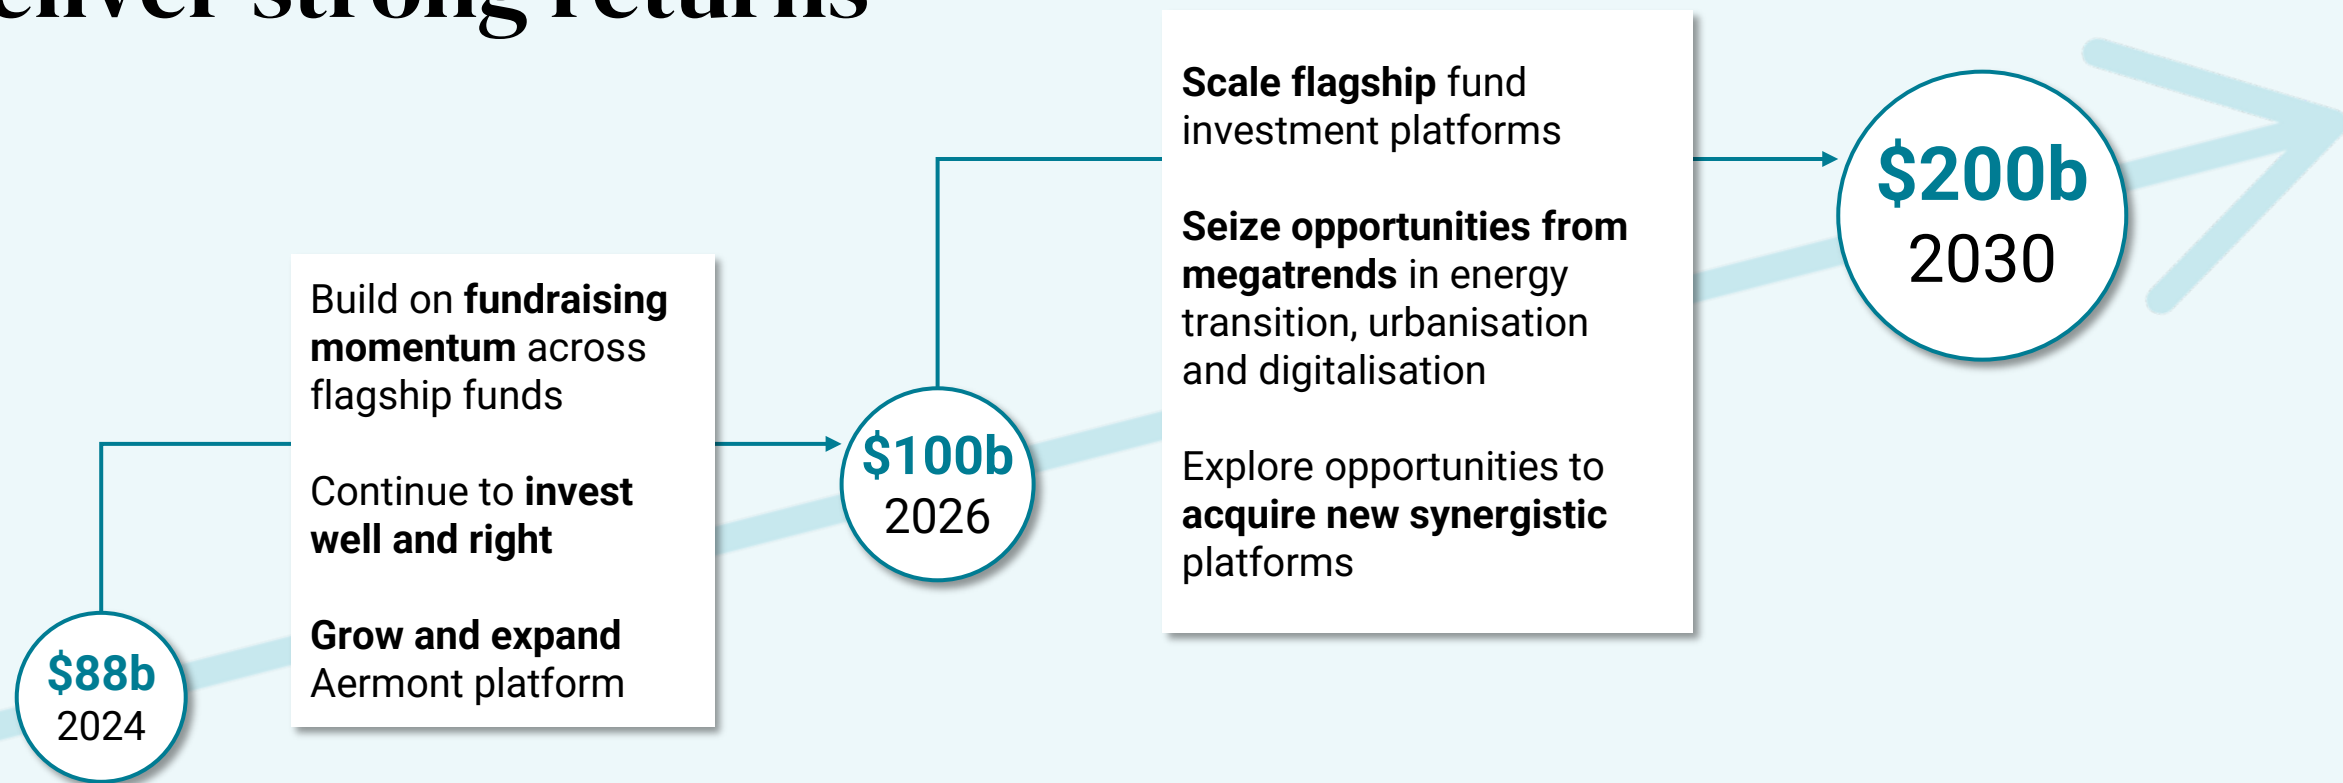 strong returns
$88b
2024
Build on fundraising
momentum across
flagship funds
Continue to invest
well and right
Grow and expand
Aermont platform
$100b
2026
Scale flagship fund
investment platforms
Seize opportunities from
megatrends in energy
transition, urbanisation
and digitalisation
Explore opportunities to
acquire new synergistic
platforms
$200b
2030